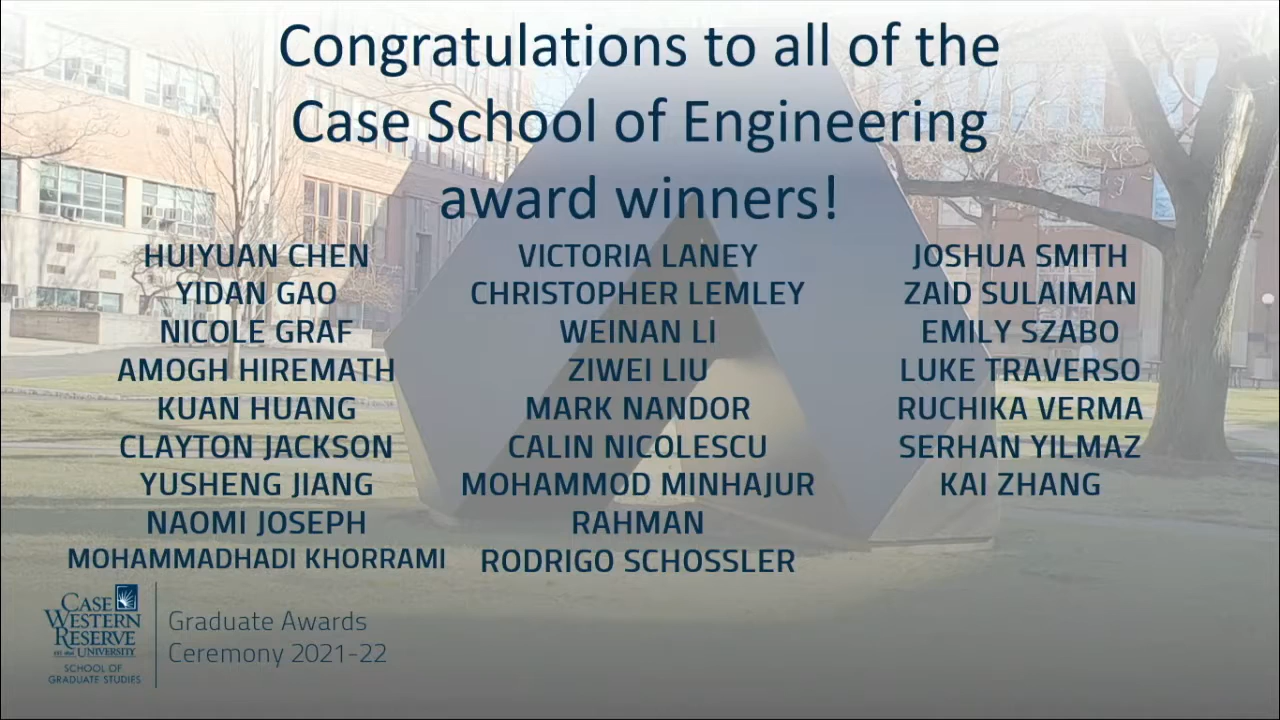 Congratulations to all of the
Case School of Engineering
award winners!
HUIYUAN CHEN
YIDAN GAO
NICOLE GRAF
AMOGH HIREMATH
KUAN HUANG
CLAYTON JACKSON
YUSHENG JIANG
NAOMI JOSEPH
MOHAMMADHADI KHORRAMI
VICTORIA LANEY
CHRISTOPHER LEMLEY
WEINAN LI
ZIWEI LIU
MARK NANDOR
CALIN NICOLESCU
MOHAMMOD MINHAJUR
RAHMAN
RODRIGO SCHOSSLER
JOSHUA SMITH
ZAID SULAIMAN
EMILY SZABO
LUKE TRAVERSO
RUCHIKA VERMA
SERHAN YILMAZ
KAI ZHANG
CASE
WESTERN
RESERVE
UNIVERSITY
SCHOOL OF
GRADUATE STUDIES
Graduate Awards
Ceremony 2021-22